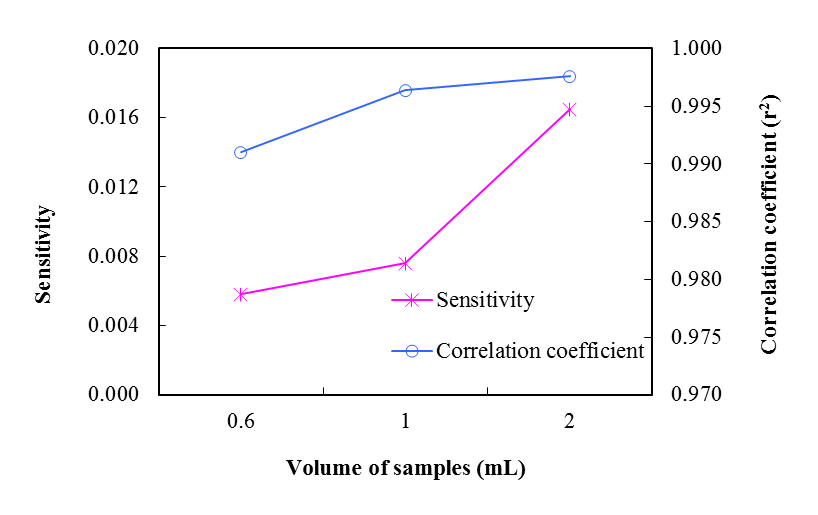 0.020
0.016
0.012
0.008
0.004
0.000
Sensitivity
1.000
0.995
0.990
0.985
0.980
0.975
0.970
Correlation coefficient (r²)
Sensitivity
Correlation coefficient
0.6 1 2
Volume of samples (mL)